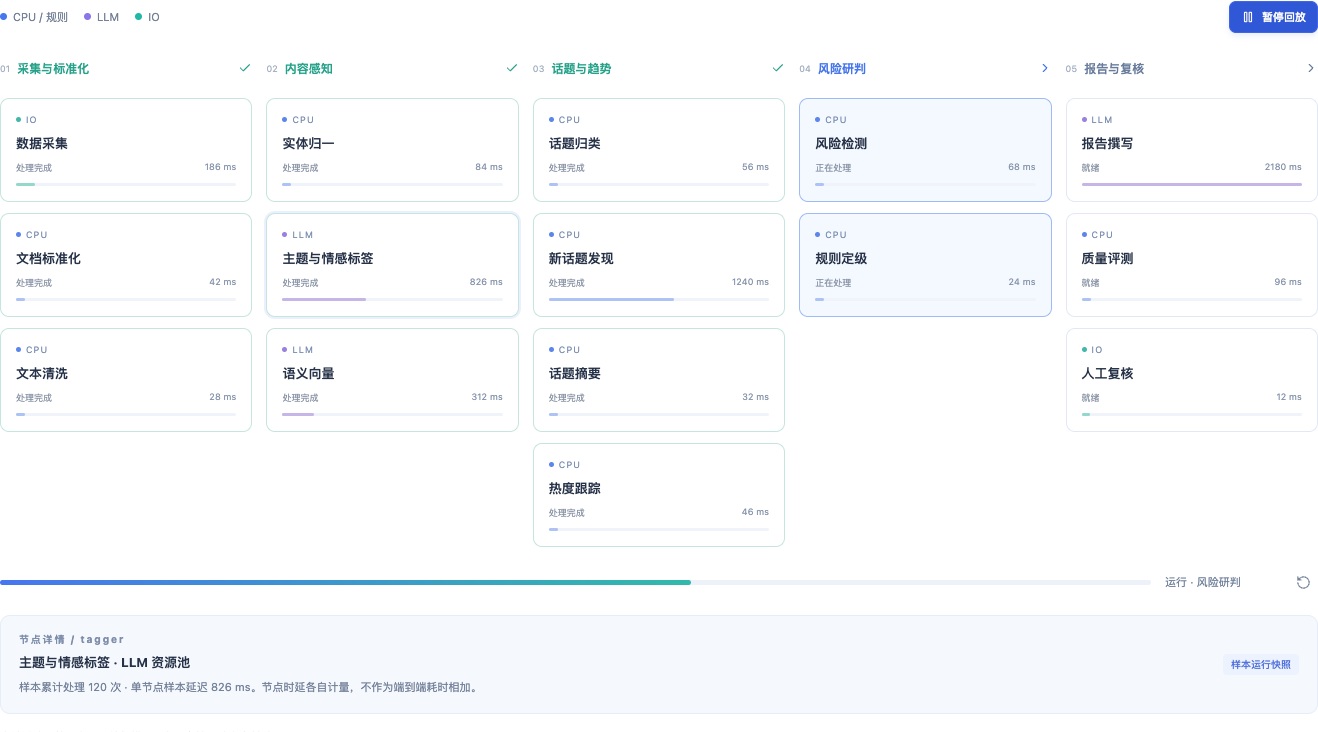 CPU / 规则 LLM IO
暂停回放
01 采集与标准化
02 内容感知
03 话题与趋势
04 风险研判
05 报告与复核
IO
数据采集
处理完成 186 ms
CPU
文档标准化
处理完成 42 ms
CPU
文本清洗
处理完成 28 ms
CPU
实体归一
处理完成 84 ms
LLM
主题与情感标签
处理完成 826 ms
LLM
语义向量
处理完成 312 ms
CPU
话题归类
处理完成 56 ms
CPU
新话题发现
处理完成 1240 ms
CPU
话题摘要
处理完成 32 ms
CPU
热度跟踪
处理完成 46 ms
CPU
风险检测
正在处理 68 ms
CPU
规则定级
正在处理 24 ms
LLM
报告撰写
就绪 2180 ms
CPU
质量评测
就绪 96 ms
IO
人工复核
就绪 12 ms
运行 · 风险研判
节点详情 / tagger
主题与情感标签 · LLM 资源池
样本累计处理 120 次 · 单节点样本延迟 826 ms。节点时延各自计量，不作为端到端耗时相加。
样本运行快照